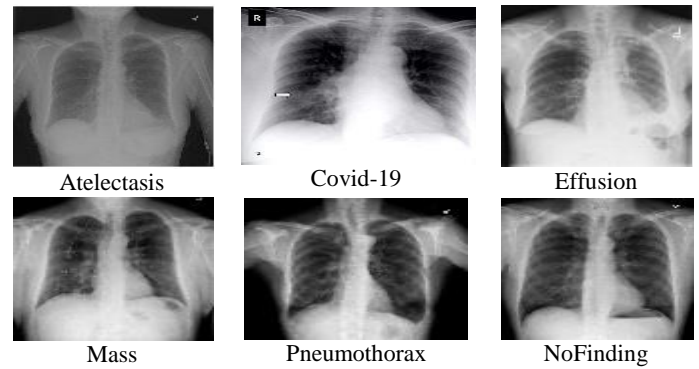 R
Atelectasis
Covid-19
Effusion
Mass
Pneumothorax
NoFinding